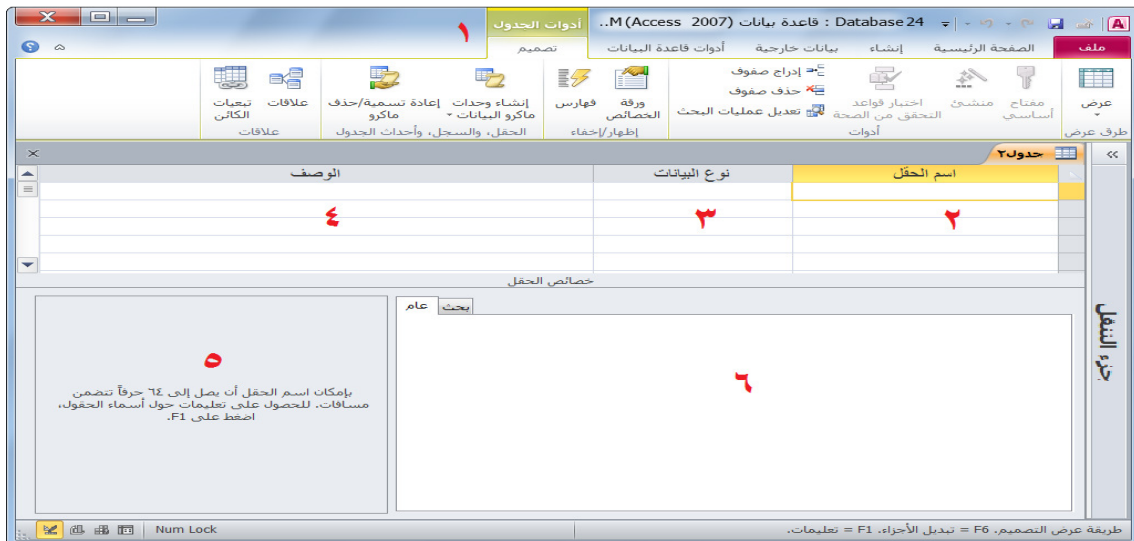 Database24 : قاعدة بيانات (Access 2007) M..
أدوات الجدول
١
ملف الصفحة الرئيسية إنشاء بيانات خارجية أدوات قاعدة البيانات تصميم
عرض
مفتاح أساسي
منشئ
اختبار قواعد التحقق من الصحة
إدراج صفوف
حذف صفوف
تعديل عمليات البحث
ورقة الخصائص
فهارس
إنشاء وحدات ماكرو البيانات
إعادة تسمية/حذف ماكرو
علاقات
تبعيات الكائن
طرق عرض أدوات إظهار/إخفاء الحقل، والسجل، وأحداث الجدول علاقات
جدول٢
اسم الحقل نوع البيانات الوصف
٢ ٣ ٤
خصائص الحقل
عام بحث
جزء التنقل
٦
٥
بإمكان اسم الحقل أن يصل إلى ٦٤ حرفاً تتضمن
مسافات. للحصول على تعليمات حول أسماء الحقول،
اضغط على F1.
طريقة عرض التصميم. F6 = تبديل الأجزاء. F1 = تعليمات.
Num Lock